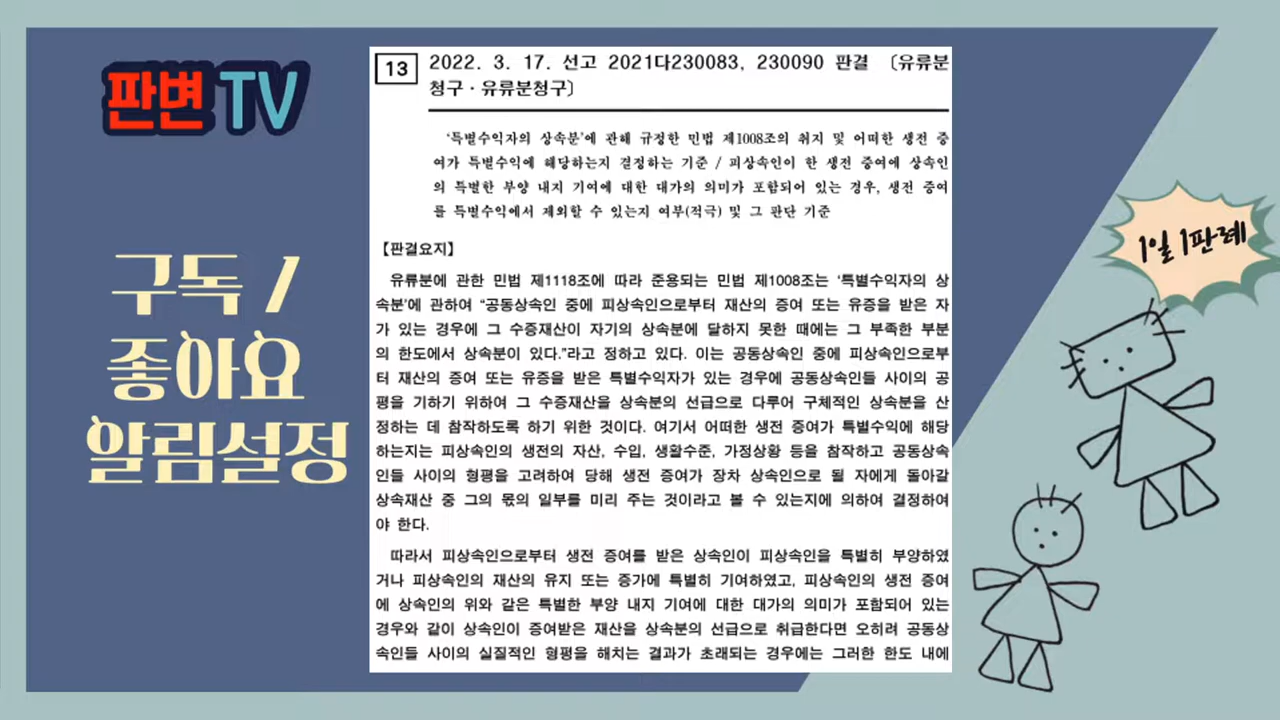 판변 TV
구독 /
좋아요
알림설정
13 2022. 3. 17. 선고 2021다230083, 230090 판결 〔유류분
청구·유류분청구〕
‘특별수익자의 상속분’에 관해 규정한 민법 제1008조의 취지 및 어떠한 생전 증
여가 특별수익에 해당하는지 결정하는 기준 / 피상속인이 한 생전 증여에 상속인
의 특별한 부양 내지 기여에 대한 대가의 의미가 포함되어 있는 경우, 생전 증여
를 특별수익에서 제외할 수 있는지 여부(적극) 및 그 판단 기준
【판결요지】
유류분에 관한 민법 제1118조에 따라 준용되는 민법 제1008조는 ‘특별수익자의 상
속분’에 관하여 “공동상속인 중에 피상속인으로부터 재산의 증여 또는 유증을 받은 자
가 있는 경우에 그 수증재산이 자기의 상속분에 달하지 못한 때에는 그 부족한 부분
의 한도에서 상속분이 있다.”라고 정하고 있다. 이는 공동상속인 중에 피상속인으로부
터 재산의 증여 또는 유증을 받은 특별수익자가 있는 경우에 공동상속인들 사이의 공
평을 기하기 위하여 그 수증재산을 상속분의 선급으로 다루어 구체적인 상속분을 산
정하는 데 참작하도록 하기 위한 것이다. 여기서 어떠한 생전 증여가 특별수익에 해당
하는지는 피상속인의 생전의 자산, 수입, 생활수준, 가정상황 등을 참작하고 공동상속
인들 사이의 형평을 고려하여 당해 생전 증여가 장차 상속인으로 될 자에게 돌아갈
상속재산 중 그의 몫의 일부를 미리 주는 것이라고 볼 수 있는지에 의하여 결정하여
야 한다.
따라서 피상속인으로부터 생전 증여를 받은 상속인이 피상속인을 특별히 부양하였
거나 피상속인의 재산의 유지 또는 증가에 특별히 기여하였고, 피상속인의 생전 증여
에 상속인의 위와 같은 특별한 부양 내지 기여에 대한 대가의 의미가 포함되어 있는
경우와 같이 상속인이 증여받은 재산을 상속분의 선급으로 취급한다면 오히려 공동상
속인들 사이의 실질적인 형평을 해치는 결과가 초래되는 경우에는 그러한 한도 내에
1일 1판례